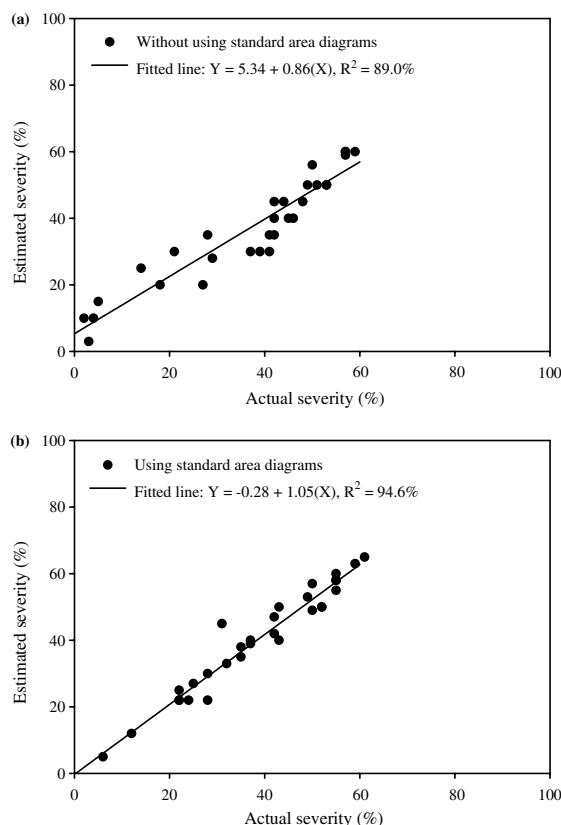 (a)
100
Without using standard area diagrams
Fitted line: Y = 5.34 + 0.86(X), R² = 89.0%
80
60
40
20
0
Estimated severity (%)
0 20 40 60 80 100
Actual severity (%)
(b)
100
Using standard area diagrams
Fitted line: Y = -0.28 + 1.05(X), R² = 94.6%
80
60
40
20
0
Estimated severity (%)
0 20 40 60 80 100
Actual severity (%)